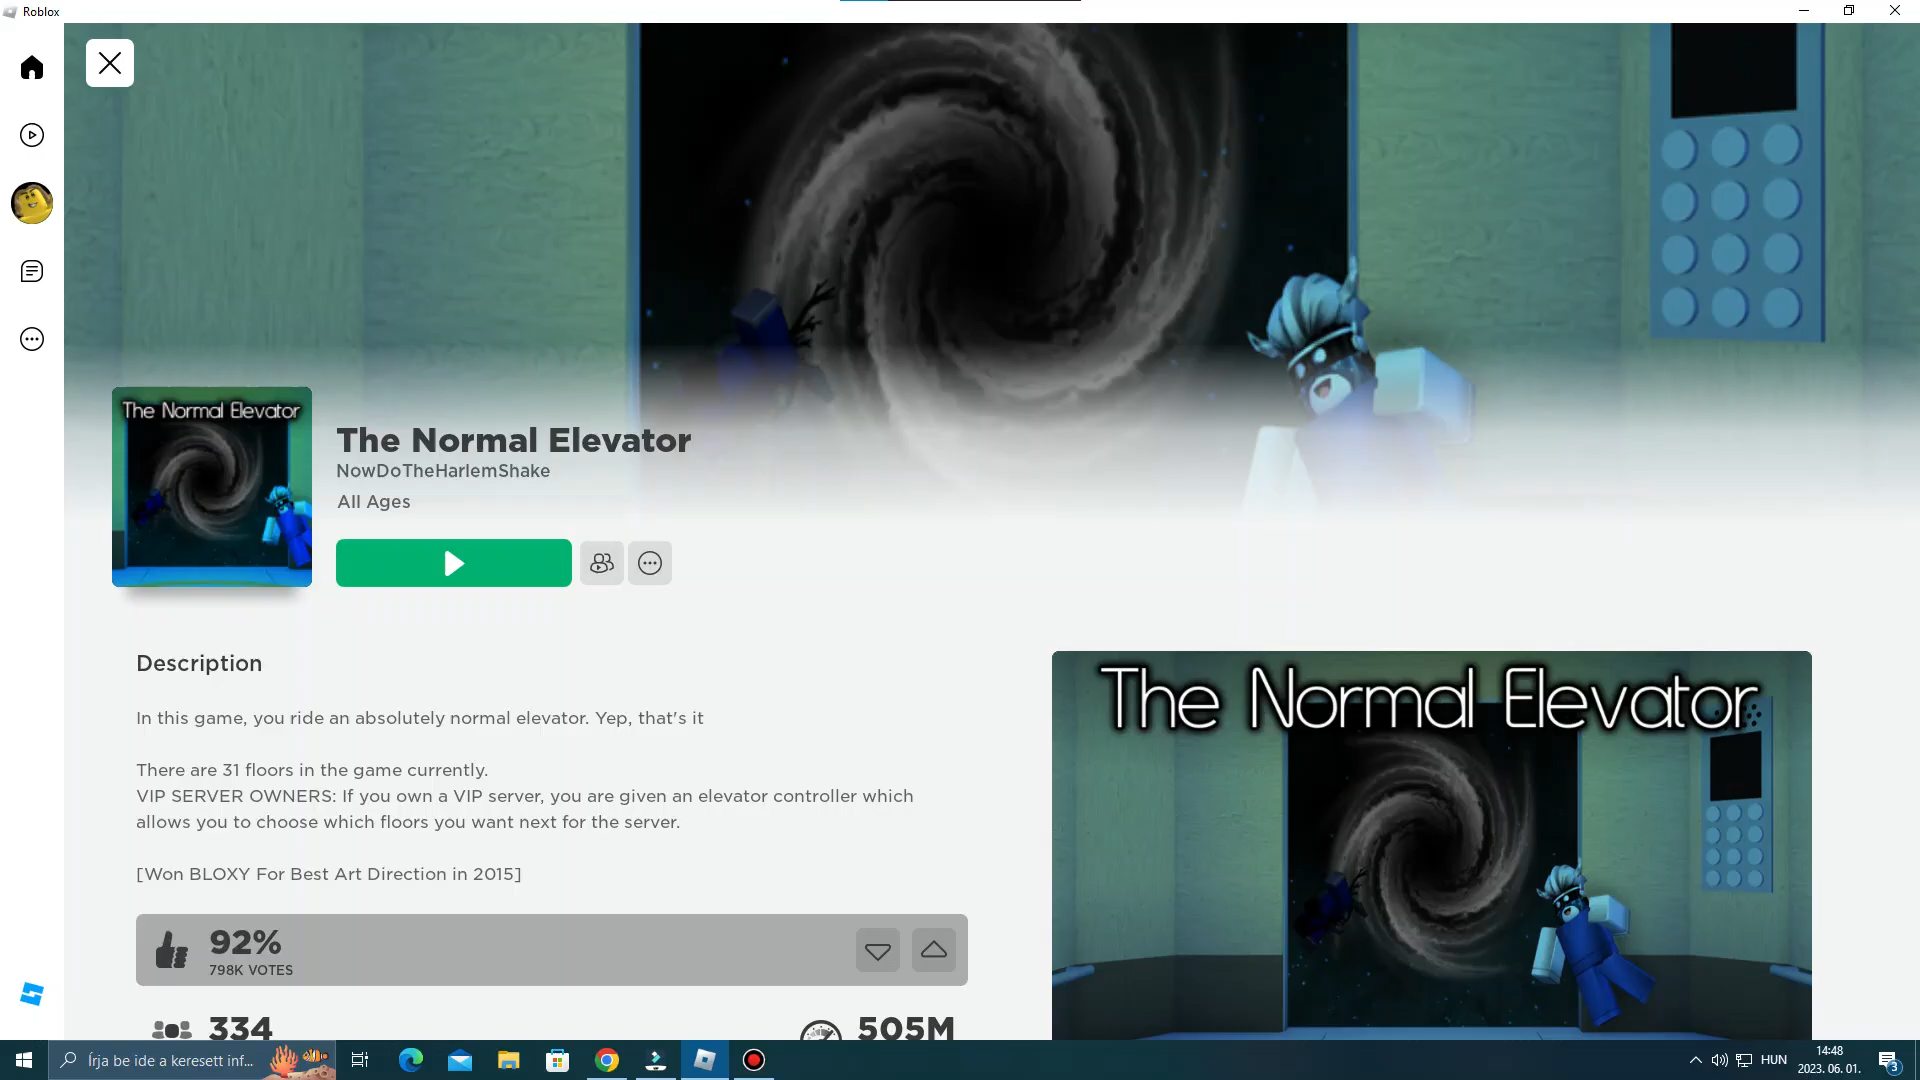 Roblox
The Normal Elevator
The Normal Elevator
NowDoTheHarlemShake
All Ages
Description
In this game, you ride an absolutely normal elevator. Yep, that's it
There are 31 floors in the game currently.
VIP SERVER OWNERS: If you own a VIP server, you are given an elevator controller which
allows you to choose which floors you want next for the server.
[Won BLOXY For Best Art Direction in 2015]
92%
798K VOTES
334
505M
The Normal Elevator
Írja be ide a keresett inf...
HUN
14:48
2023. 06. 01.
3